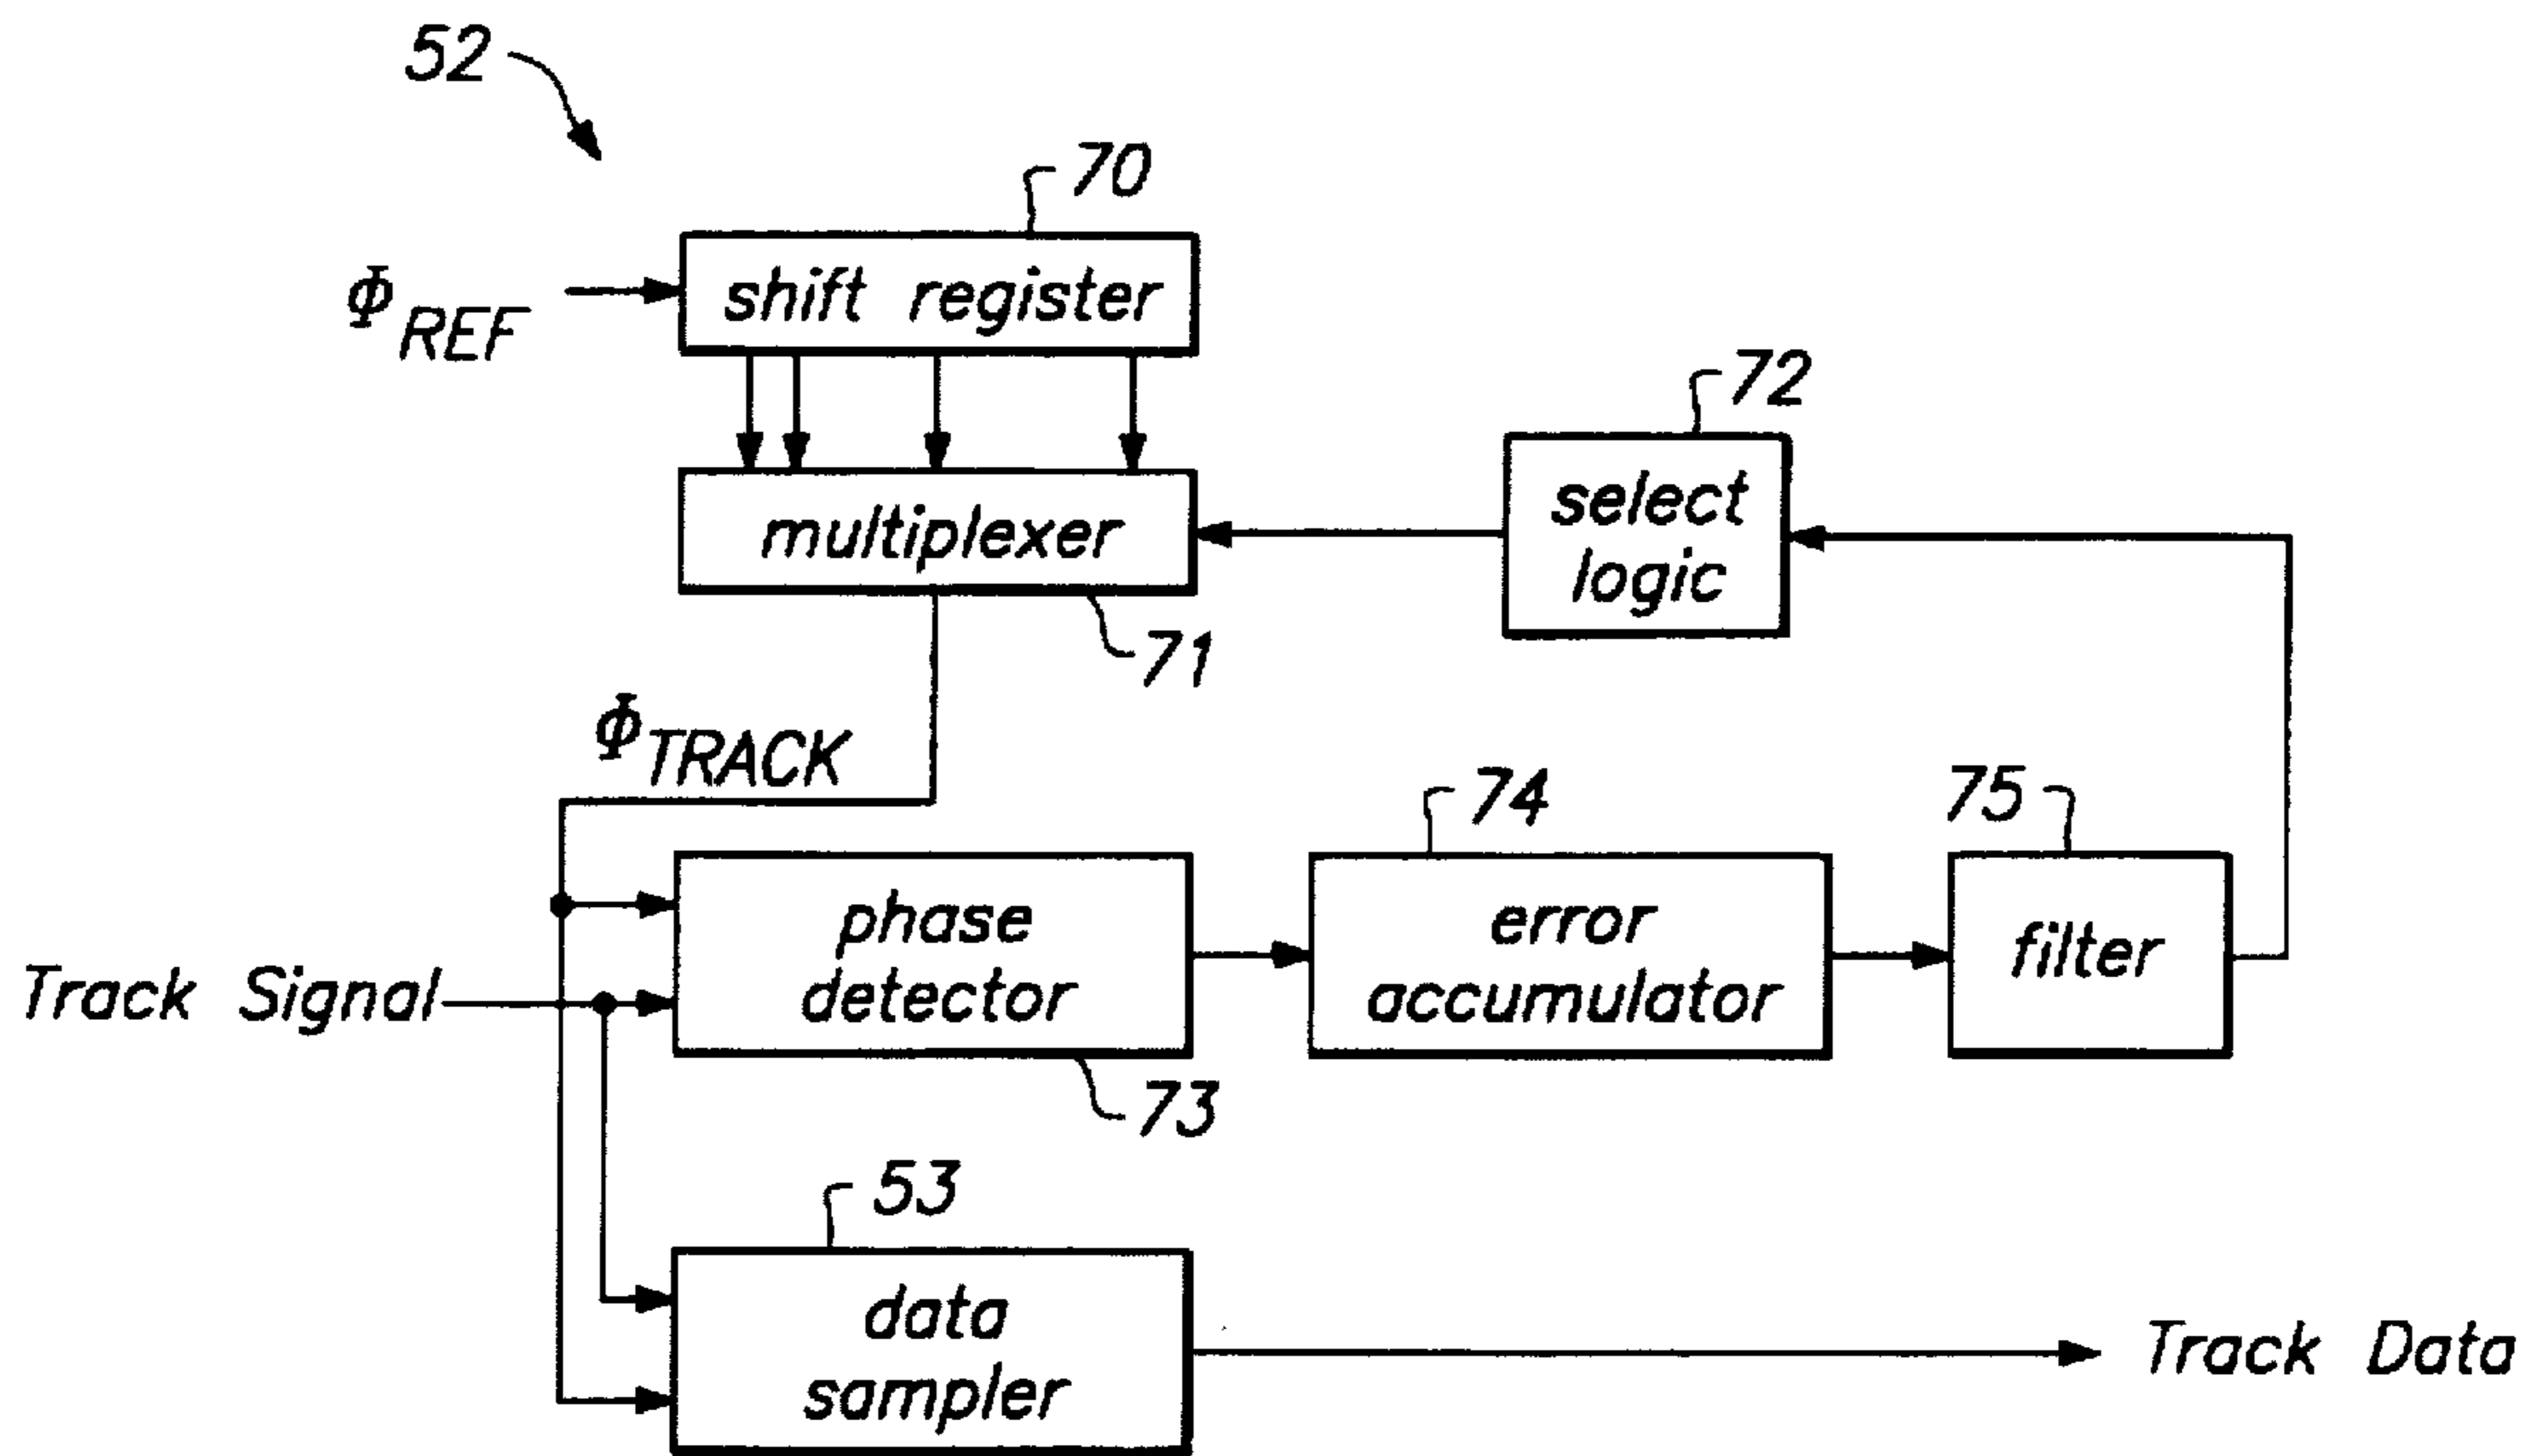 52
70
Φ REF
shift register
72
select
logic
multiplexer
71
Φ TRACK
74
75
phase
detector
error
accumulator
filter
Track Signal
73
53
data
sampler
Track Data